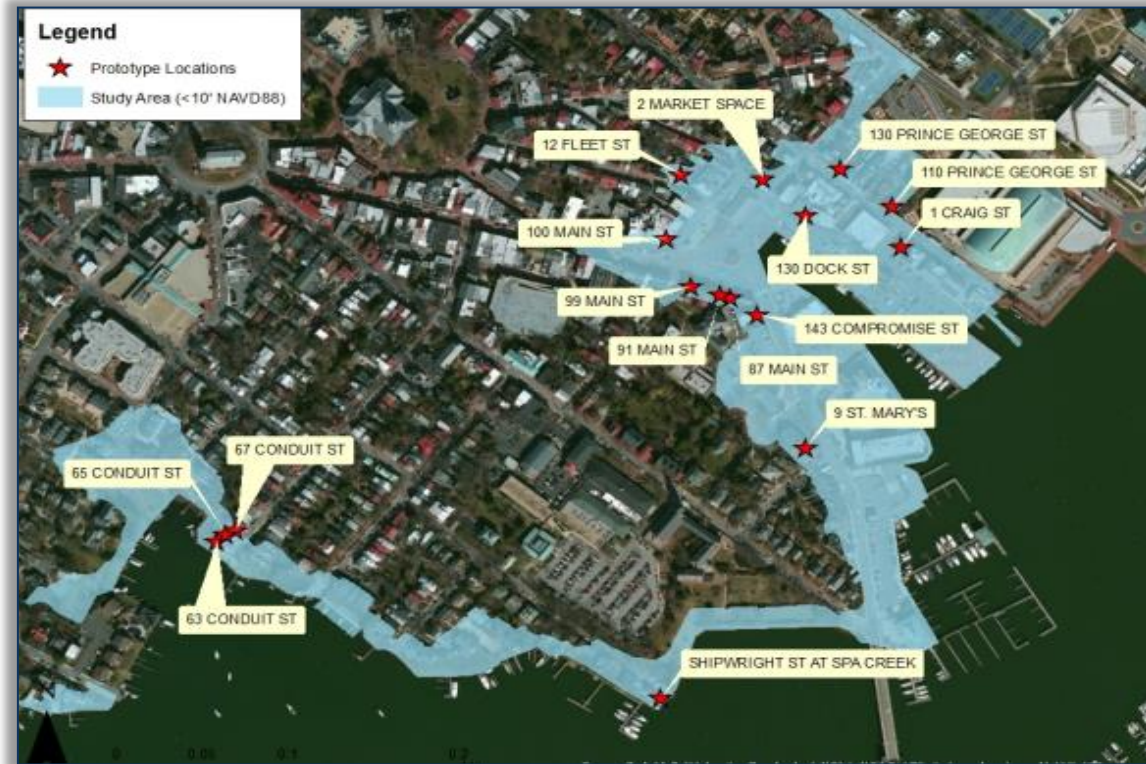 Legend
Prototype Locations
Study Area (<10' NAVD88)
2 MARKET SPACE
130 PRINCE GEORGE ST
12 FLEET ST
110 PRINCE GEORGE ST
1 CRAIG ST
100 MAIN ST
130 DOCK ST
99 MAIN ST
143 COMPROMISE ST
91 MAIN ST
87 MAIN ST
9 ST. MARY'S
67 CONDUIT ST
65 CONDUIT ST
63 CONDUIT ST
SHIPWRIGHT ST AT SPA CREEK
0 0.05 0.1 0.2